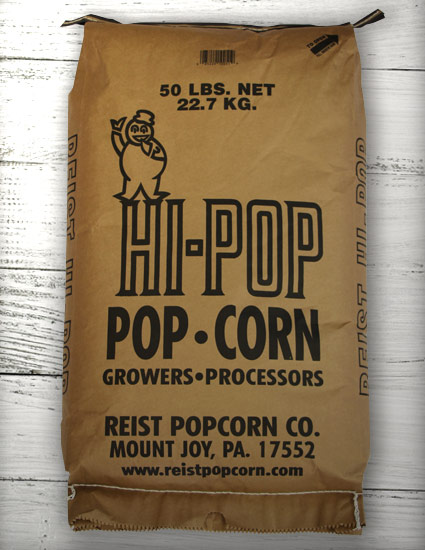 50 LBS. NET
22.7 KG.
HI-POP
POP•CORN
GROWERS•PROCESSORS
REIST POPCORN CO.
MOUNT JOY, PA. 17552
www.reistpopcorn.com
REIST HI-POP
REIST HI-POP